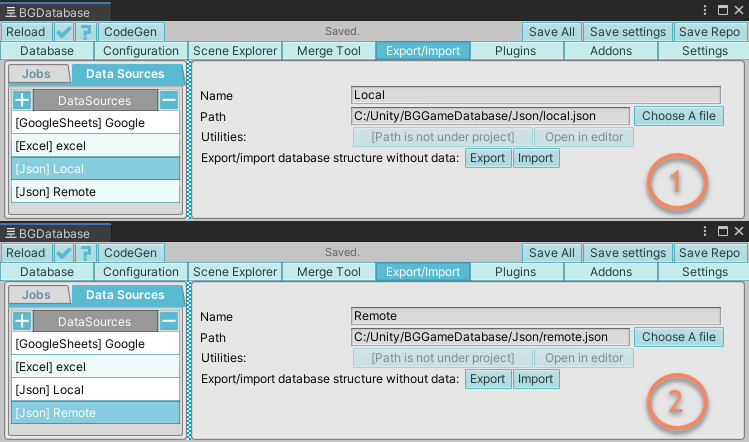 BGDatabase
Reload ? CodeGen Saved. Save All Save settings Save Repo
Database Configuration Scene Explorer Merge Tool Export/Import Plugins Addons Settings
Jobs Data Sources
DataSources
[GoogleSheets] Google
[Excel] excel
[Json] Local
[Json] Remote
Name Local
Path C:/Unity/BGGameDatabase/Json/local.json Choose A file
Utilities: [Path is not under project] Open in editor
Export/import database structure without data: Export Import
1
BGDatabase
Reload ? CodeGen Saved. Save All Save settings Save Repo
Database Configuration Scene Explorer Merge Tool Export/Import Plugins Addons Settings
Jobs Data Sources
DataSources
[GoogleSheets] Google
[Excel] excel
[Json] Local
[Json] Remote
Name Remote
Path C:/Unity/BGGameDatabase/Json/remote.json Choose A file
Utilities: [Path is not under project] Open in editor
Export/import database structure without data: Export Import
2